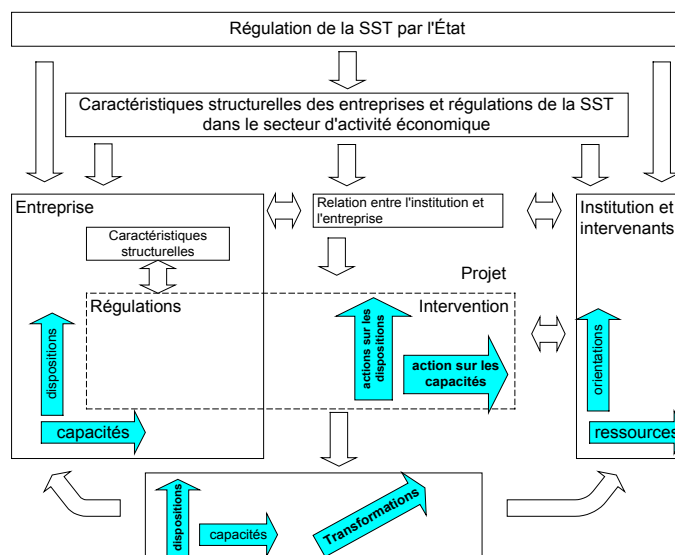 Régulation de la SST par l'État
Caractéristiques structurelles des entreprises et régulations de la SST
dans le secteur d'activité économique
Entreprise
Relation entre l'institution et
l'entreprise
Institution et
intervenants
Caractéristiques
structurelles
Projet
Régulations
Intervention
dispositions
capacités
actions sur les
dispositions
action sur les
capacités
orientations
ressources
dispositions
capacités
Transformations